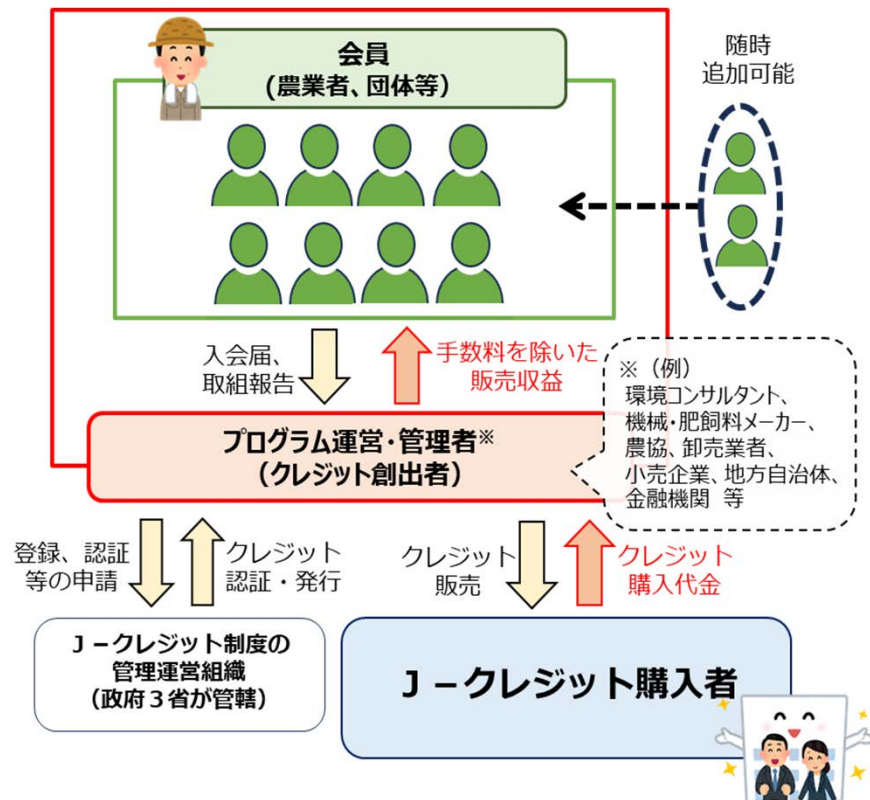 会員
(農業者、団体等)
随時
追加可能
入会届、
取組報告
手数料を除いた
販売収益
※（例）
環境コンサルタント、
機械・肥飼料メーカー、
農協、卸売業者、
小売企業、地方自治体、
金融機関 等
プログラム運営・管理者※
（クレジット創出者）
登録、認証
等の申請
クレジット
認証・発行
クレジット
販売
クレジット
購入代金
Ｊ－クレジット制度の
管理運営組織
（政府３省が管轄）
Ｊ－クレジット購入者